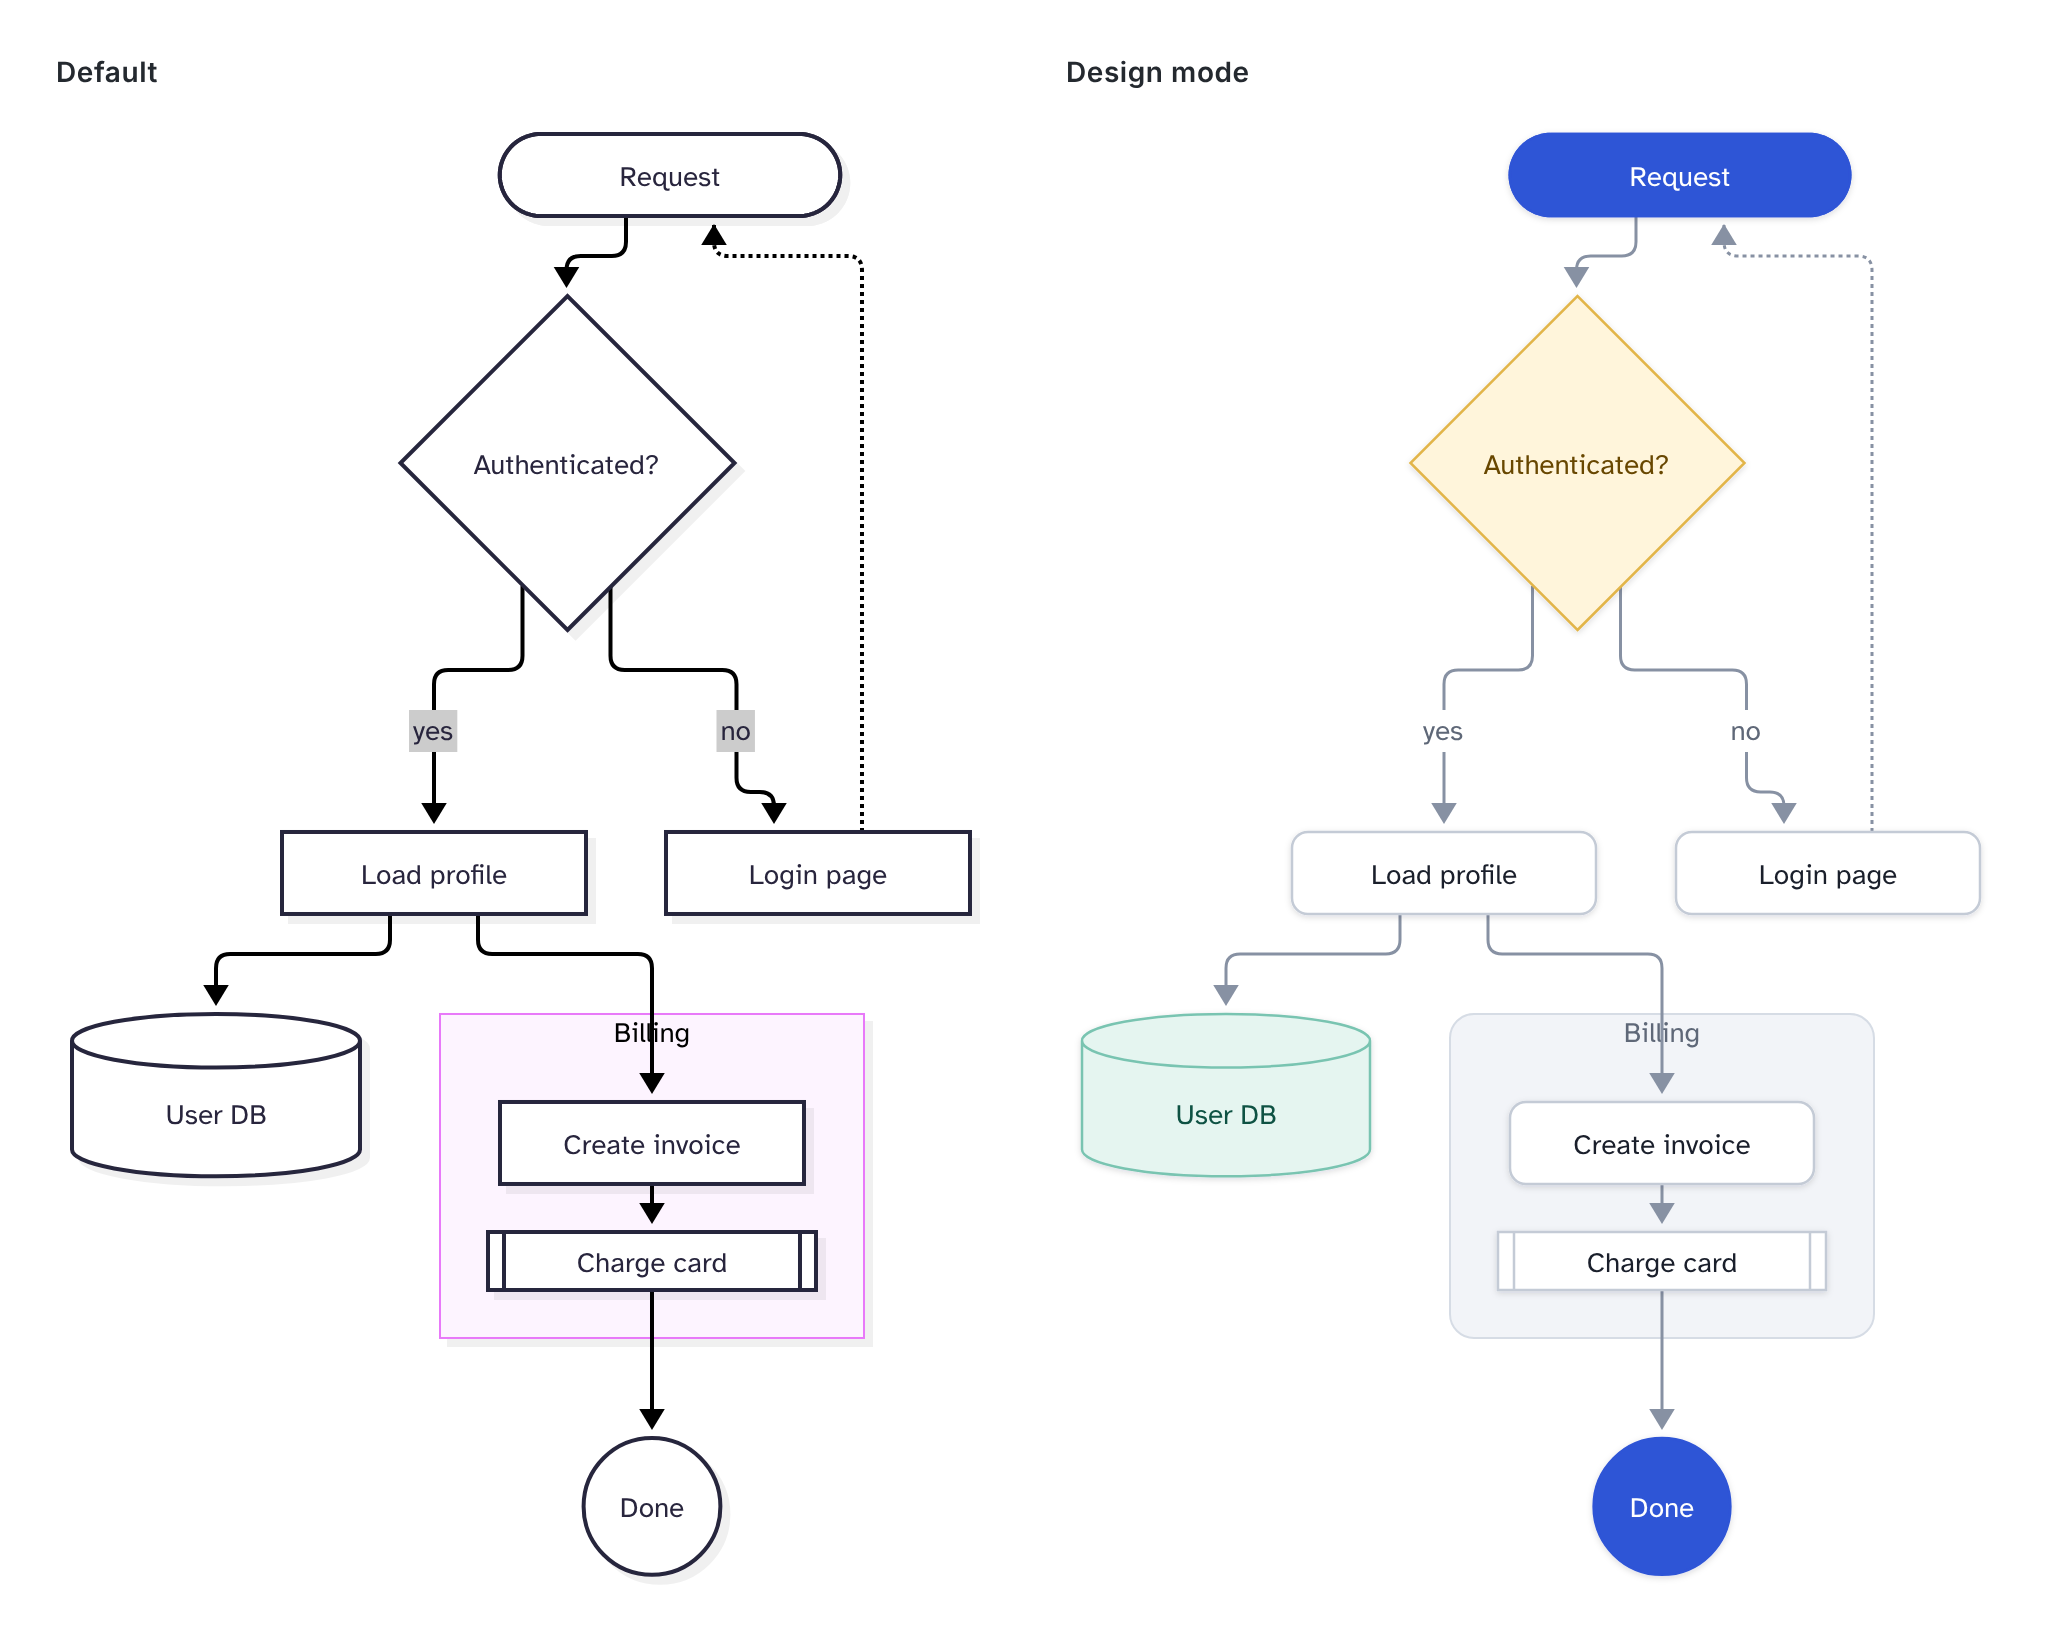 Default
Request
Authenticated?
yes
no
Load profile
Login page
Billing
User DB
Create invoice
Charge card
Done
Design mode
Request
Authenticated?
yes
no
Load profile
Login page
Billing
User DB
Create invoice
Charge card
Done